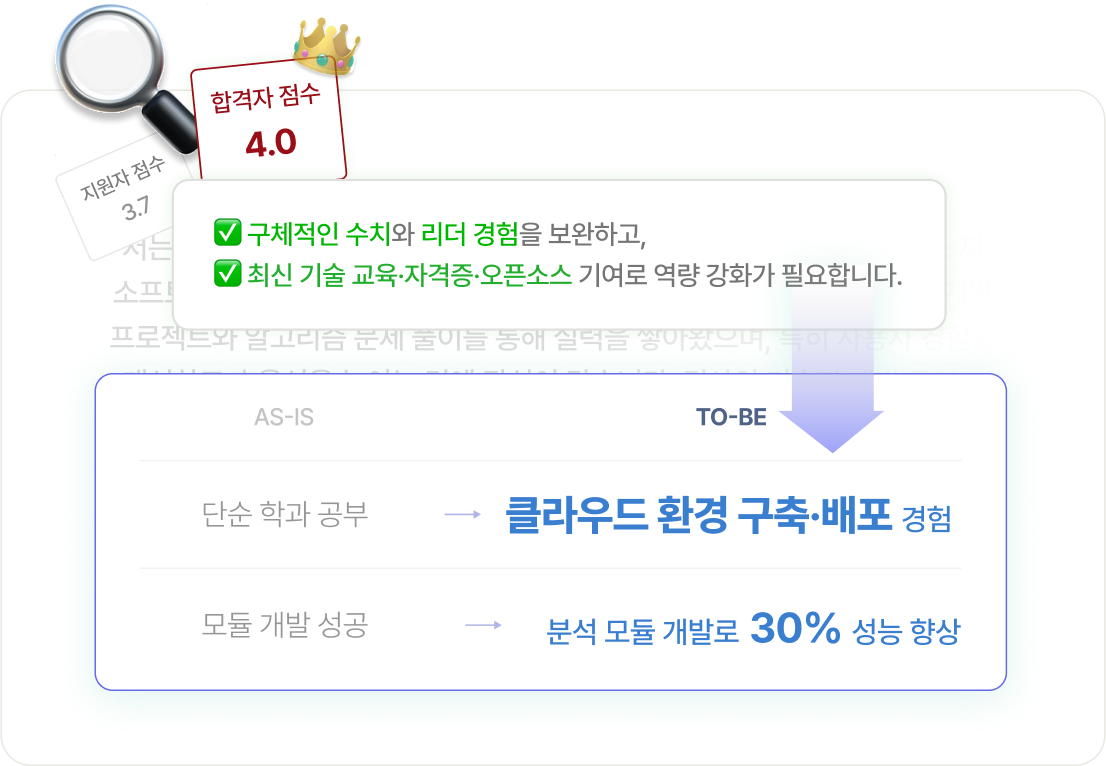 합격자 점수
4.0
지원자 점수
3.7
✅ 구체적인 수치와 리더 경험을 보완하고,
✅ 최신 기술 교육·자격증·오픈소스 기여로 역량 강화가 필요합니다.
저는
소프트
프로젝트와 알고리즘 문제 풀이를 통해 실력을 쌓아왔으며, 특히 사용자 경험
AS-IS
TO-BE
단순 학과 공부 → 클라우드 환경 구축·배포 경험
모듈 개발 성공 → 분석 모듈 개발로 30% 성능 향상